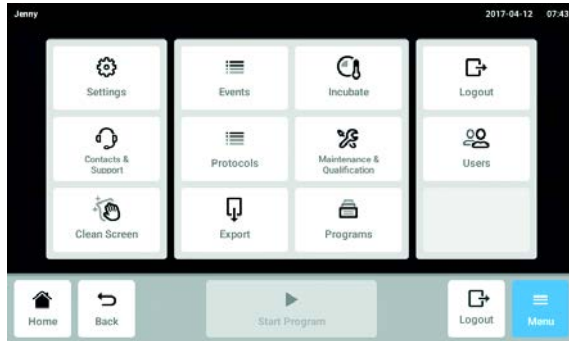 Jenny
2017-04-12 07:43
Settings
Events
Incubate
Logout
Contacts &
Support
Protocols
Maintenance &
Qualification
Users
Clean Screen
Export
Programs
Home
Back
Start Program
Logout
Menu